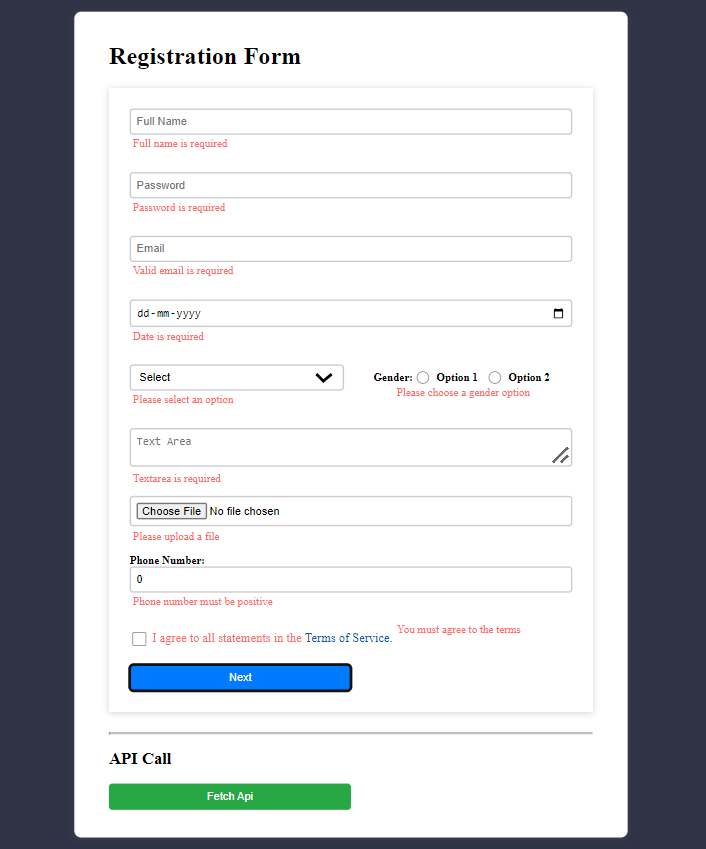 Registration Form
Full Name
Full name is required
Password
Password is required
Email
Valid email is required
dd-mm-yyyy
Date is required
Select Gender: Option 1 Option 2
Please select an option Please choose a gender option
Text Area
Textarea is required
Choose File No file chosen
Please upload a file
Phone Number:
0
Phone number must be positive
I agree to all statements in the Terms of Service. You must agree to the terms
Next
API Call
Fetch Api